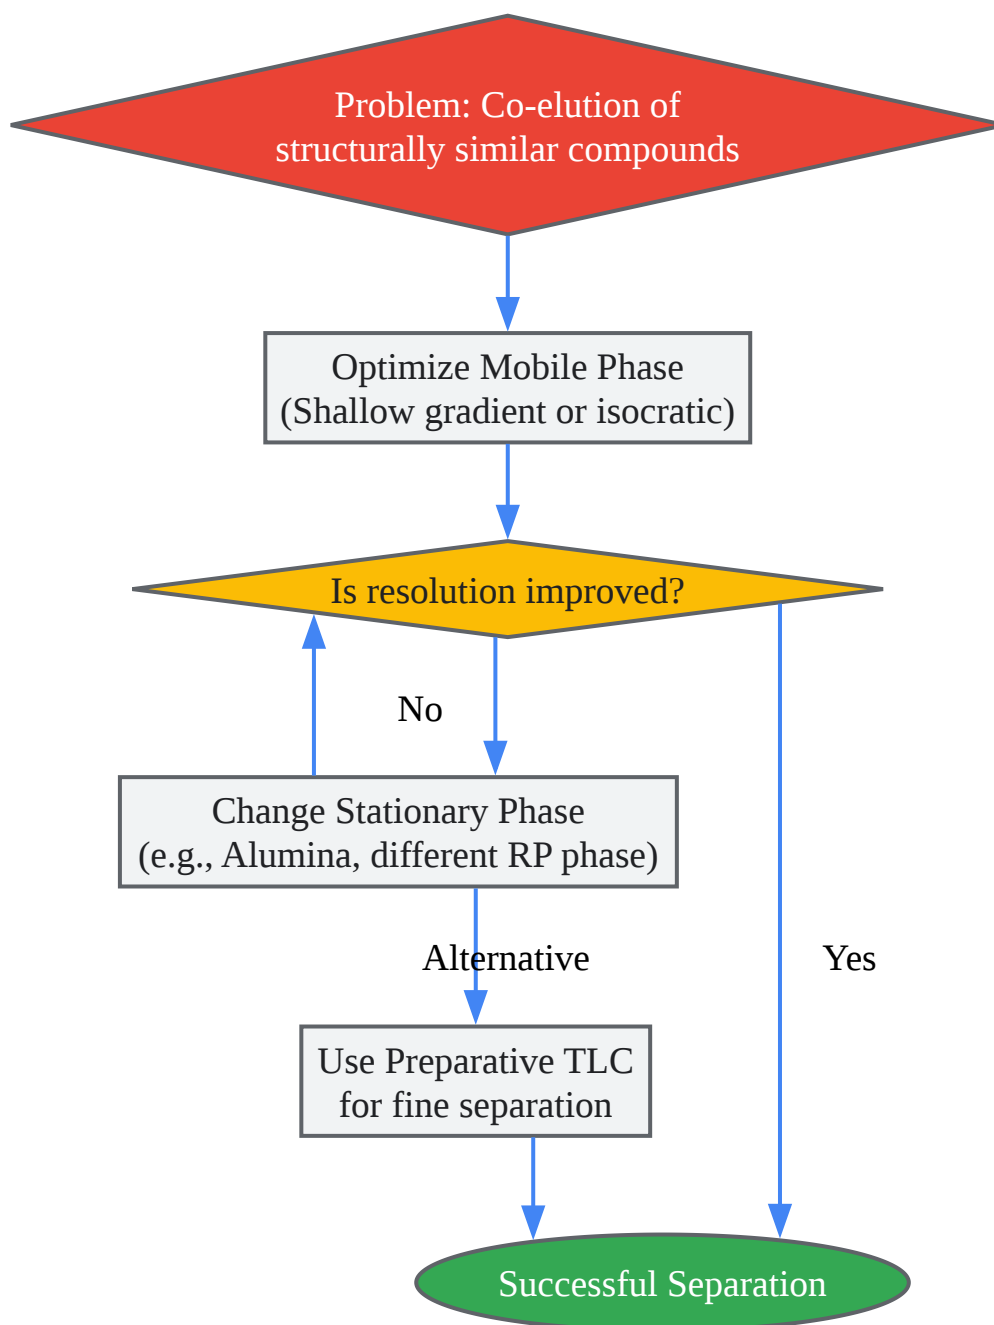 Problem: Co-elution of
structurally similar compounds
Optimize Mobile Phase
(Shallow gradient or isocratic)
Is resolution improved?
No
Change Stationary Phase
(e.g., Alumina, different RP phase)
Alternative
Yes
Use Preparative TLC
for fine separation
Successful Separation